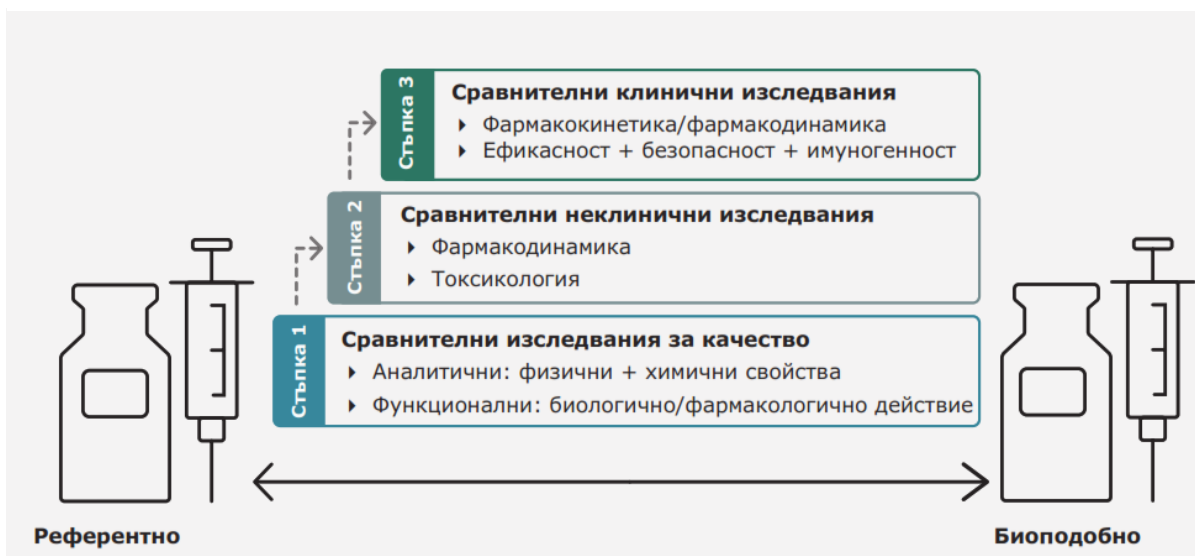 Стъпка 3
Сравнителни клинични изследвания
Фармакокинетика/фармакодинамика
Ефикасност + безопасност + имуногенност
Стъпка 2
Сравнителни неклинични изследвания
Фармакодинамика
Токсикология
Стъпка 1
Сравнителни изследвания за качество
Аналитични: физични + химични свойства
Функционални: биологично/фармакологично действие
Референтно
Биоподобно